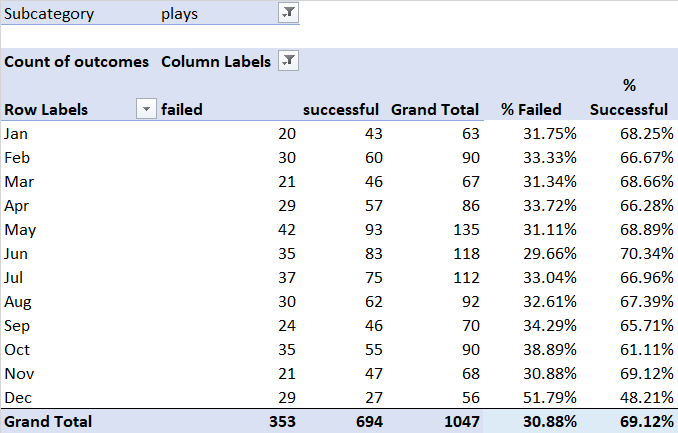 Subcategory plays
Count of outcomes Column Labels
Row Labels failed successful Grand Total % Failed % Successful
Jan 20 43 63 31.75% 68.25%
Feb 30 60 90 33.33% 66.67%
Mar 21 46 67 31.34% 68.66%
Apr 29 57 86 33.72% 66.28%
May 42 93 135 31.11% 68.89%
Jun 35 83 118 29.66% 70.34%
Jul 37 75 112 33.04% 66.96%
Aug 30 62 92 32.61% 67.39%
Sep 24 46 70 34.29% 65.71%
Oct 35 55 90 38.89% 61.11%
Nov 21 47 68 30.88% 69.12%
Dec 29 27 56 51.79% 48.21%
Grand Total 353 694 1047 30.88% 69.12%